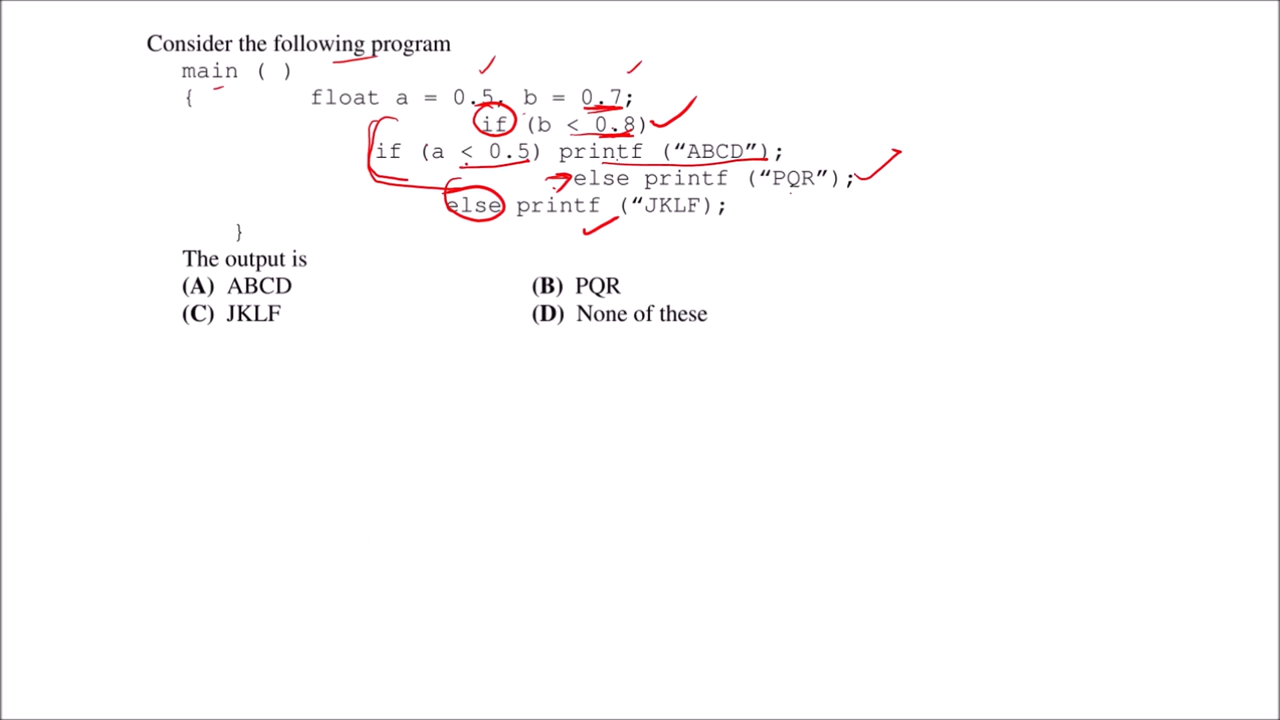 Consider the following program
main ( )
{ float a = 0.5, b = 0.7;
if (b < 0.8)
if (a < 0.5) printf (“ABCD”);
else printf (“PQR”);
else printf (“JKLF);
}
The output is
(A) ABCD (B) PQR
(C) JKLF (D) None of these